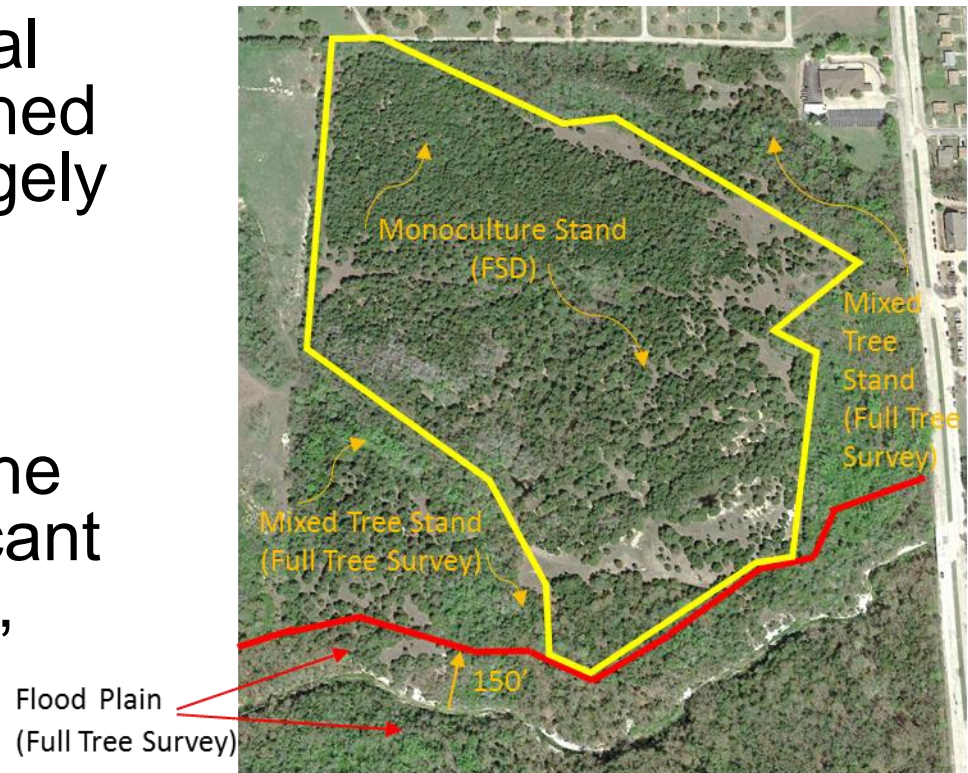 al
ned
gely
ne
cant
,
Monoculture Stand
(FSD)
Mixed
Tree
Stand
(Full Tree
Survey)
Mixed Tree Stand
(Full Tree Survey)
150'
Flood Plain
(Full Tree Survey)